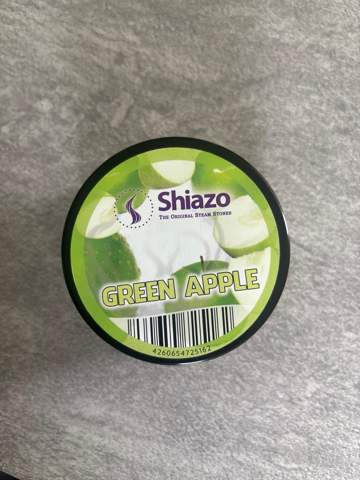 Shiazo
The Original Steam Stones
GREEN APPLE
4260654725162